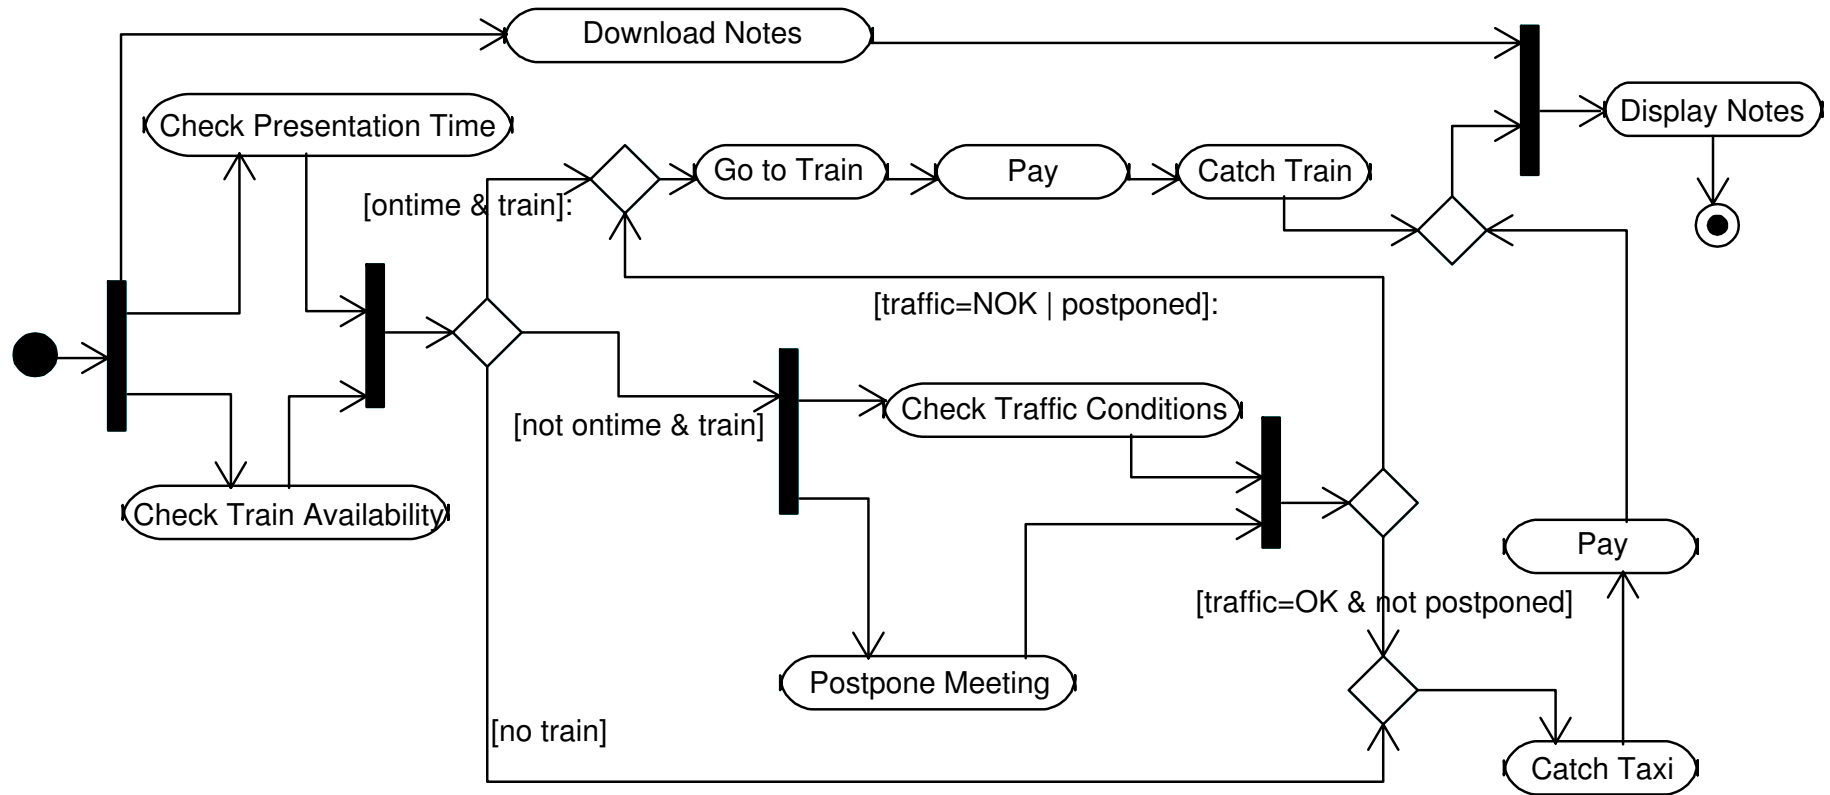 Download Notes
Display Notes
Check Presentation Time
Go to Train
Pay
Catch Train
[ontime & train]:
[traffic=NOK | postponed]:
Check Traffic Conditions
[not ontime & train]
Check Train Availability
Pay
[traffic=OK & not postponed]
Postpone Meeting
[no train]
Catch Taxi